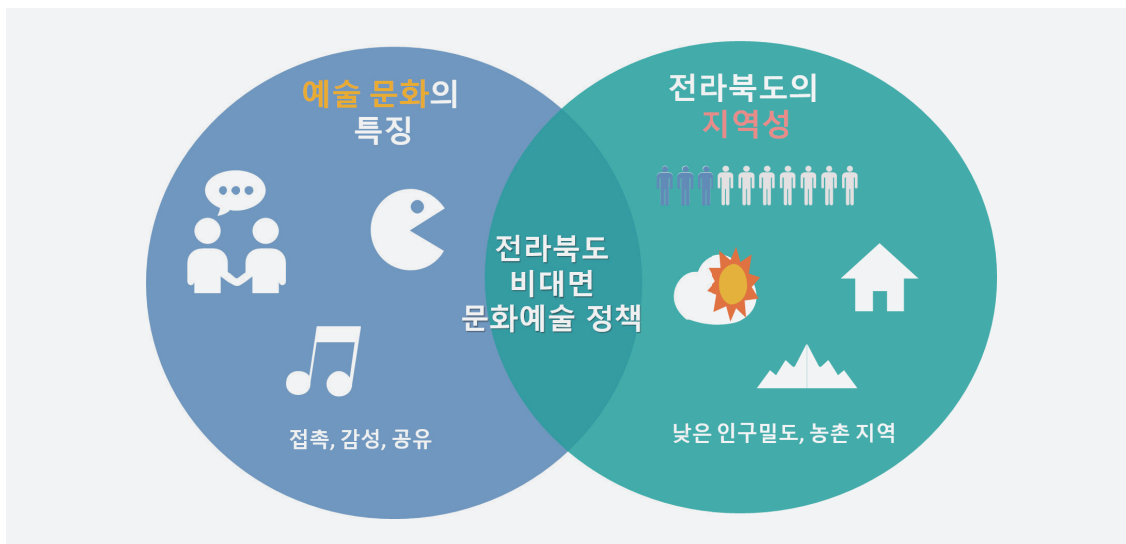 예술 문화의
특징
전라북도의
지역성
전라북도
비대면
문화예술 정책
접촉, 감성, 공유
낮은 인구밀도, 농촌 지역